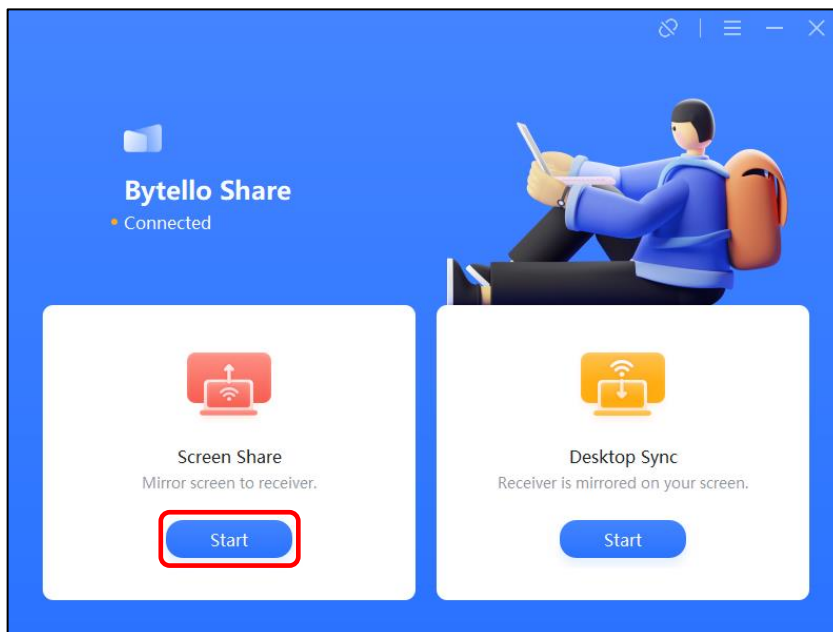 Bytello Share
Connected
Screen Share
Mirror screen to receiver.
Start
Desktop Sync
Receiver is mirrored on your screen.
Start